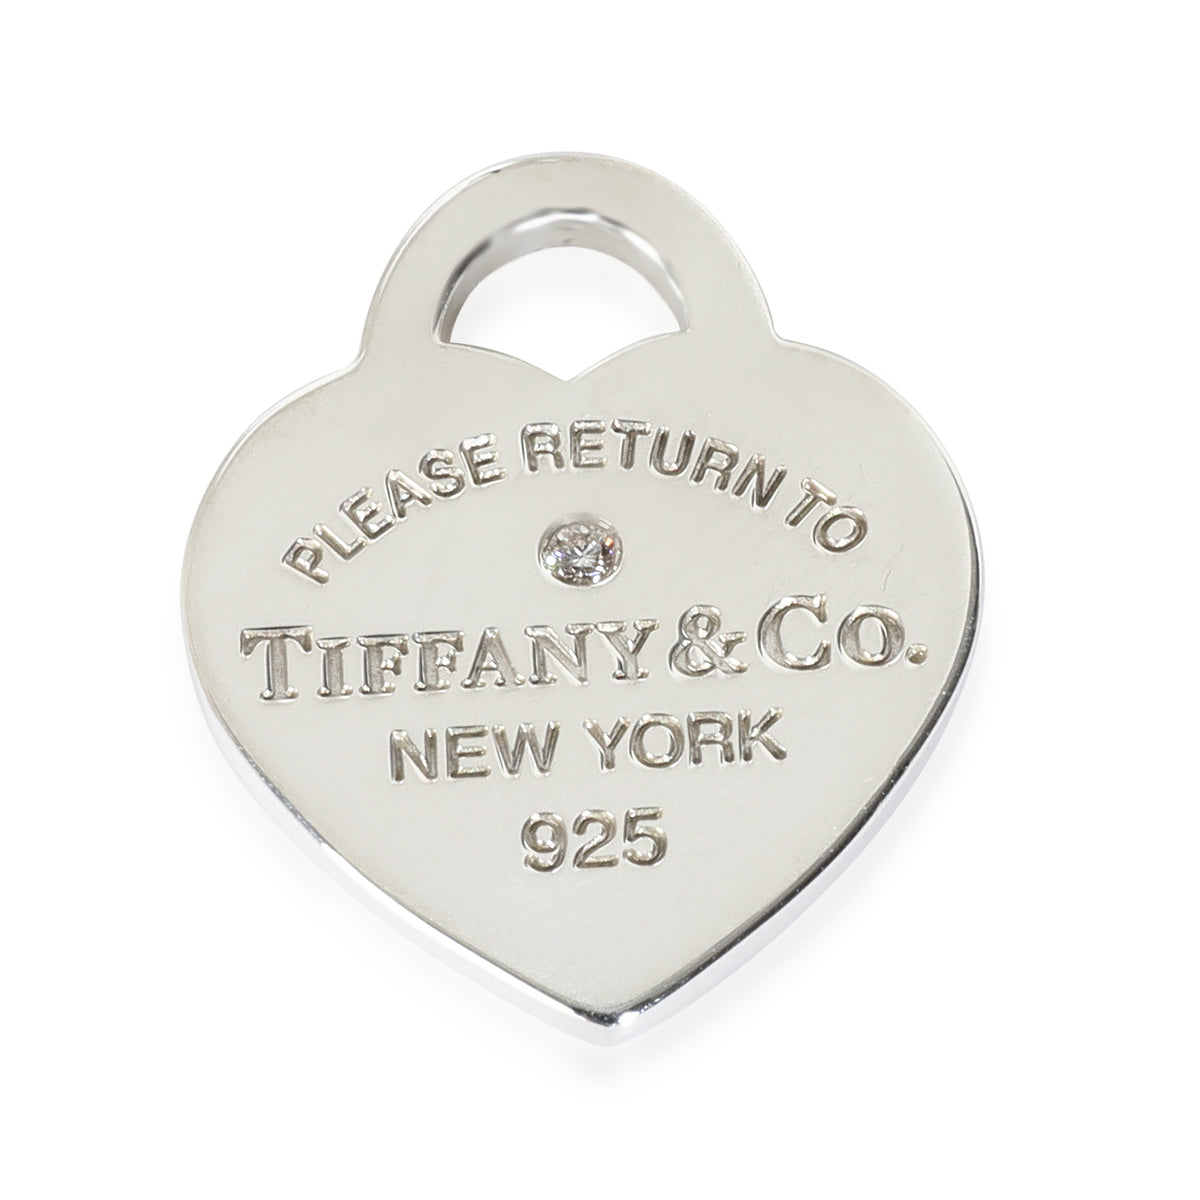 PLEASE RETURN TO
TIFFANY & CO.
NEW YORK
925